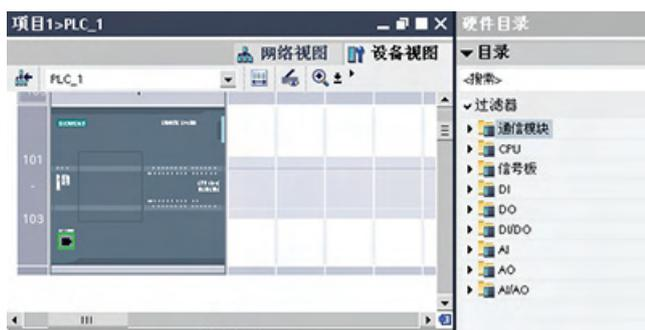 项目1>PLC_1
硬件目录
网络视图
设备视图
目录
PLC_1
<搜索>
过滤器
通信模块
CPU
信号板
DI
DO
DI/DO
AI
AO
AI/AO
101
103
SIEMENS